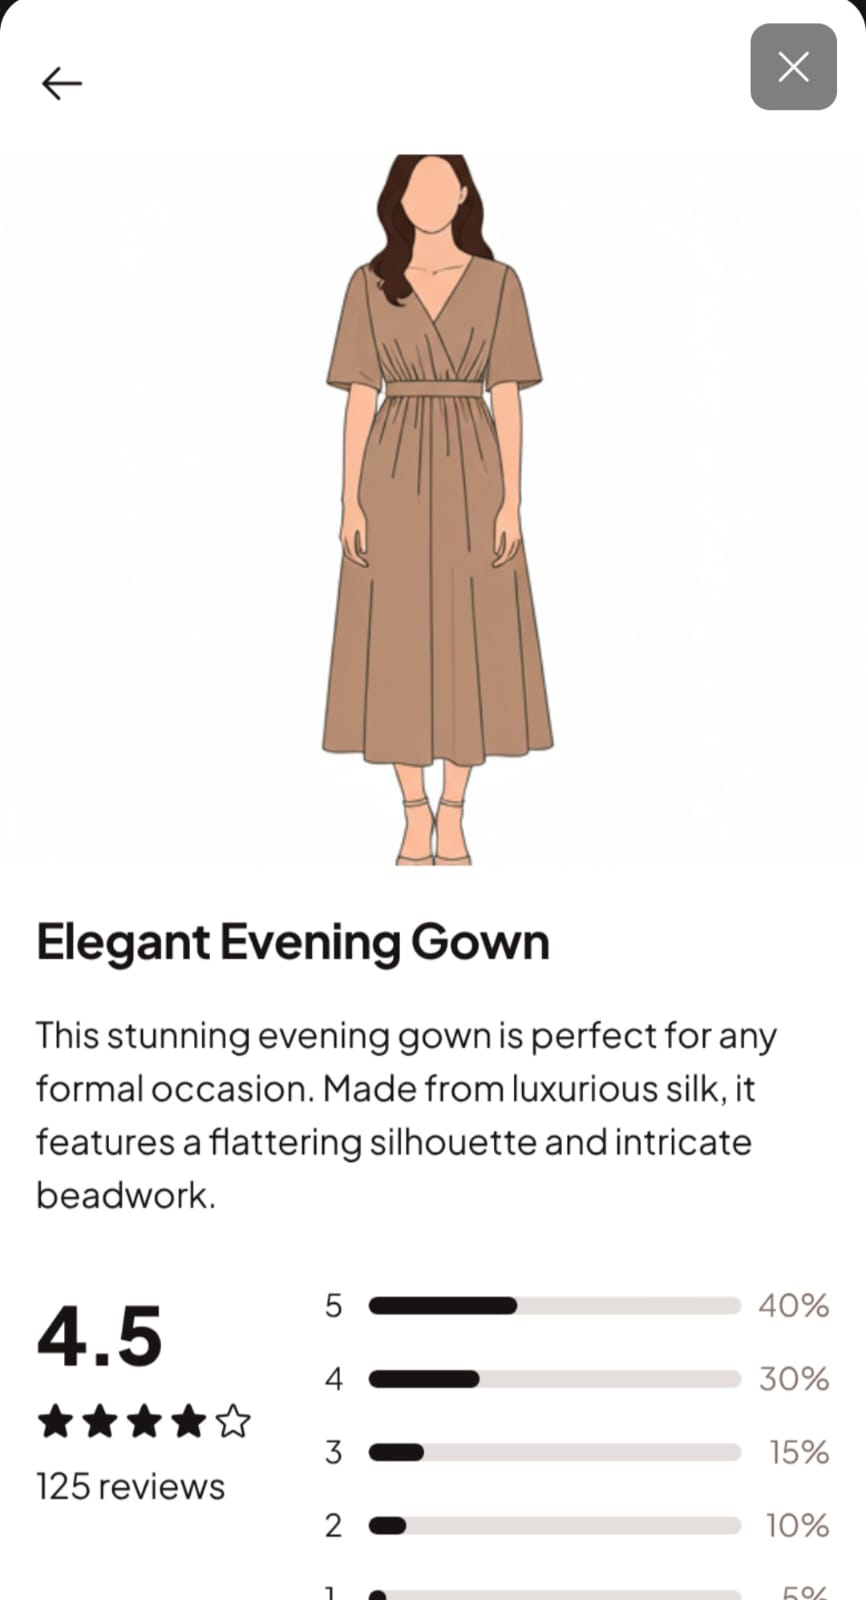 Elegant Evening Gown
This stunning evening gown is perfect for any
formal occasion. Made from luxurious silk, it
features a flattering silhouette and intricate
beadwork.
4.5
125 reviews
5 40%
4 30%
3 15%
2 10%
1 5%